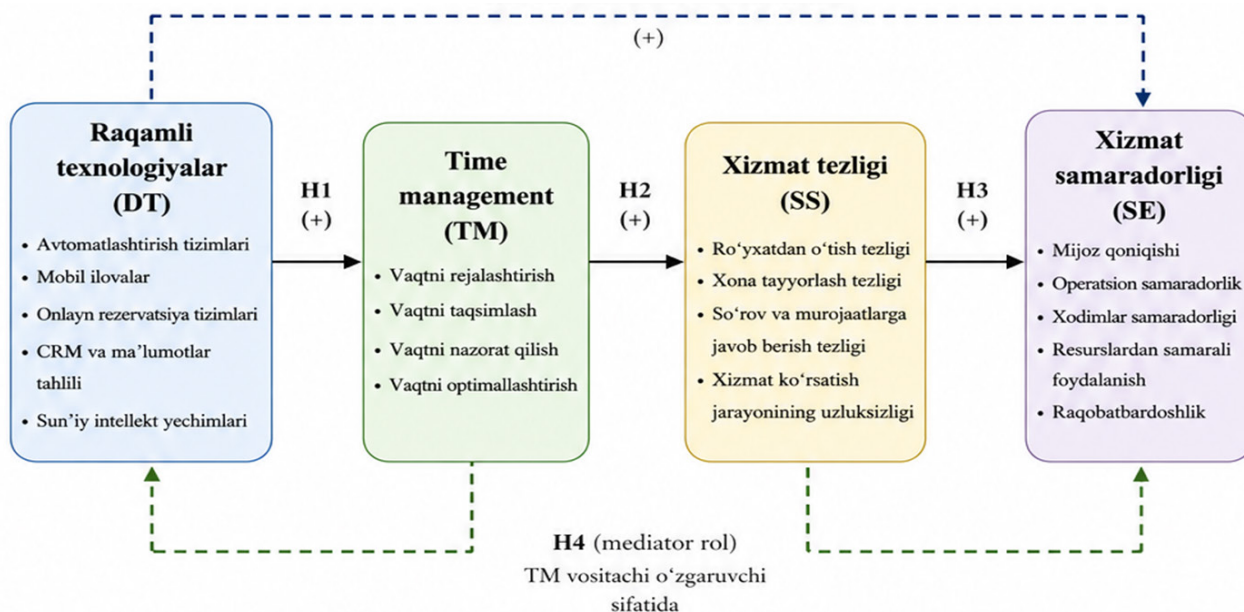 (+)
Raqamli
texnologiyalar
(DT)
• Avtomatlashtirish tizimlari
• Mobil ilovalar
• Onlayn rezervatsiya tizimlari
• CRM va ma’lumotlar
tahlili
• Sun’iy intellekt yechimlari
H1
(+)
Time
management
(TM)
• Vaqtni rejalashtirish
• Vaqtni taqsimlash
• Vaqtni nazorat qilish
• Vaqtni optimallashtirish
H2
(+)
Xizmat tezligi
(SS)
• Ro‘yxatdan o‘tish tezligi
• Xona tayyorlash tezligi
• So‘rov va murojaatlarga
javob berish tezligi
• Xizmat ko‘rsatish
jarayonining uzluksizligi
H3
(+)
Xizmat
samaradorligi
(SE)
• Mijoz qoniqishi
• Operatsion samaradorlik
• Xodimlar samaradorligi
• Resurslardan samarali
foydalanish
• Raqobatbardoshlik
H4 (mediator rol)
TM vositachi o‘zgaruvchi
sifatida